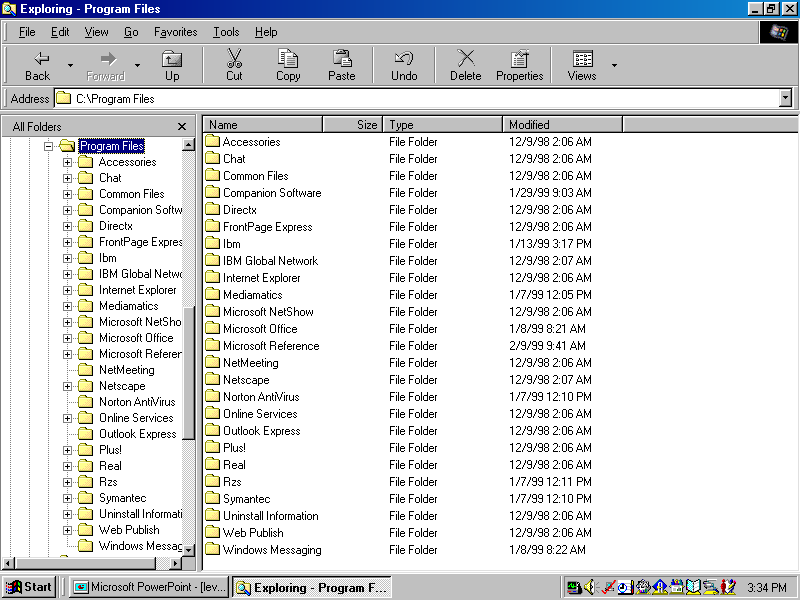 Exploring - Program Files
File Edit View Go Favorites Tools Help
Back Forward Up Cut Copy Paste Undo Delete Properties Views
Address C:\Program Files
All Folders
Program Files
Accessories
Chat
Common Files
Companion Softw
Directx
FrontPage Expres
Ibm
IBM Global Netwo
Internet Explorer
Mediamatics
Microsoft NetSho
Microsoft Office
Microsoft Referen
NetMeeting
Netscape
Norton AntiVirus
Online Services
Outlook Express
Plus!
Real
Rzs
Symantec
Uninstall Informati
Web Publish
Windows Messag
Name Size Type Modified
Accessories File Folder 12/9/98 2:06 AM
Chat File Folder 12/9/98 2:06 AM
Common Files File Folder 12/9/98 2:06 AM
Companion Software File Folder 1/29/99 9:03 AM
Directx File Folder 12/9/98 2:06 AM
FrontPage Express File Folder 12/9/98 2:06 AM
Ibm File Folder 1/13/99 3:17 PM
IBM Global Network File Folder 12/9/98 2:07 AM
Internet Explorer File Folder 12/9/98 2:06 AM
Mediamatics File Folder 1/7/99 12:05 PM
Microsoft NetShow File Folder 12/9/98 2:06 AM
Microsoft Office File Folder 1/8/99 8:21 AM
Microsoft Reference File Folder 2/9/99 9:41 AM
NetMeeting File Folder 12/9/98 2:06 AM
Netscape File Folder 12/9/98 2:07 AM
Norton AntiVirus File Folder 1/7/99 12:10 PM
Online Services File Folder 12/9/98 2:06 AM
Outlook Express File Folder 12/9/98 2:06 AM
Plus! File Folder 12/9/98 2:06 AM
Real File Folder 12/9/98 2:06 AM
Rzs File Folder 1/7/99 12:11 PM
Symantec File Folder 1/7/99 12:10 PM
Uninstall Information File Folder 12/9/98 2:06 AM
Web Publish File Folder 12/9/98 2:06 AM
Windows Messaging File Folder 1/8/99 8:22 AM
Start Microsoft PowerPoint - [lev... Exploring - Program F... 3:34 PM